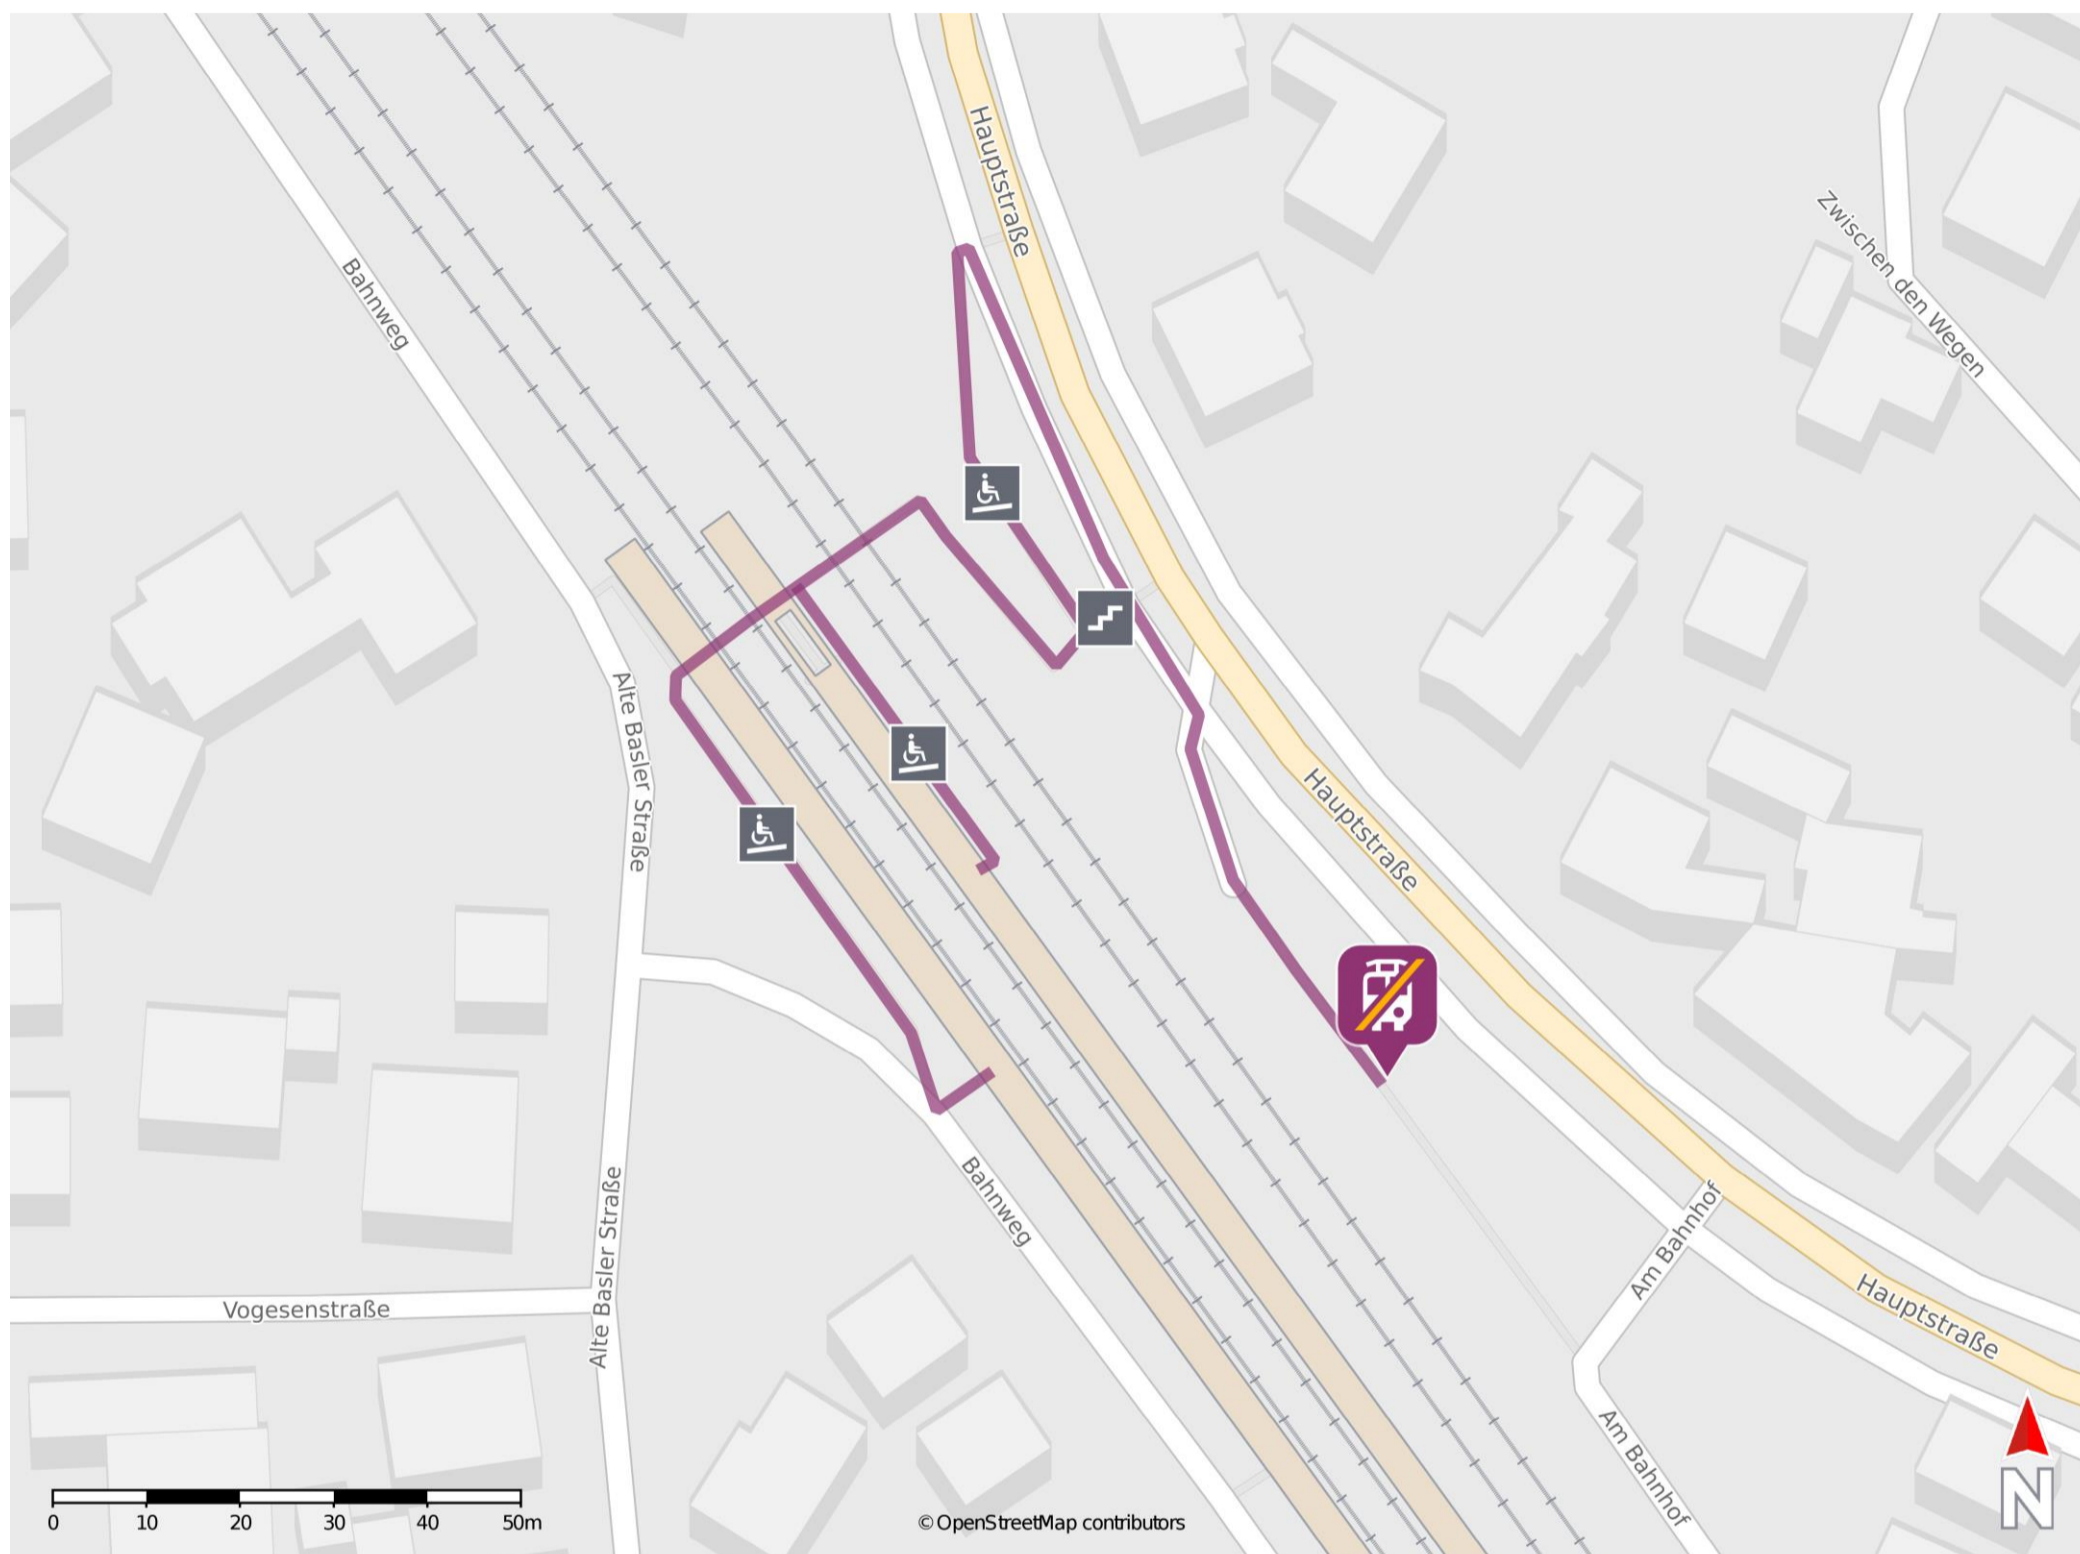 Hauptstraße
Zwischen den Wegen
Bahnweg
Alte Basler Straße
Hauptstraße
Bahnweg
Alte Basler Straße
Am Bahnhof
Vogesenstraße
Hauptstraße
Am Bahnhof
N
0 10 20 30 40 50m
© OpenStreetMap contributors